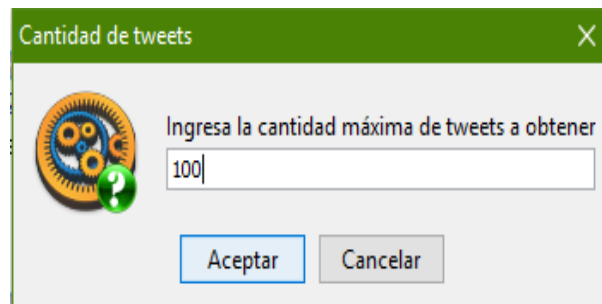 Cantidad de tweets
Ingresa la cantidad máxima de tweets a obtener
100
Aceptar Cancelar